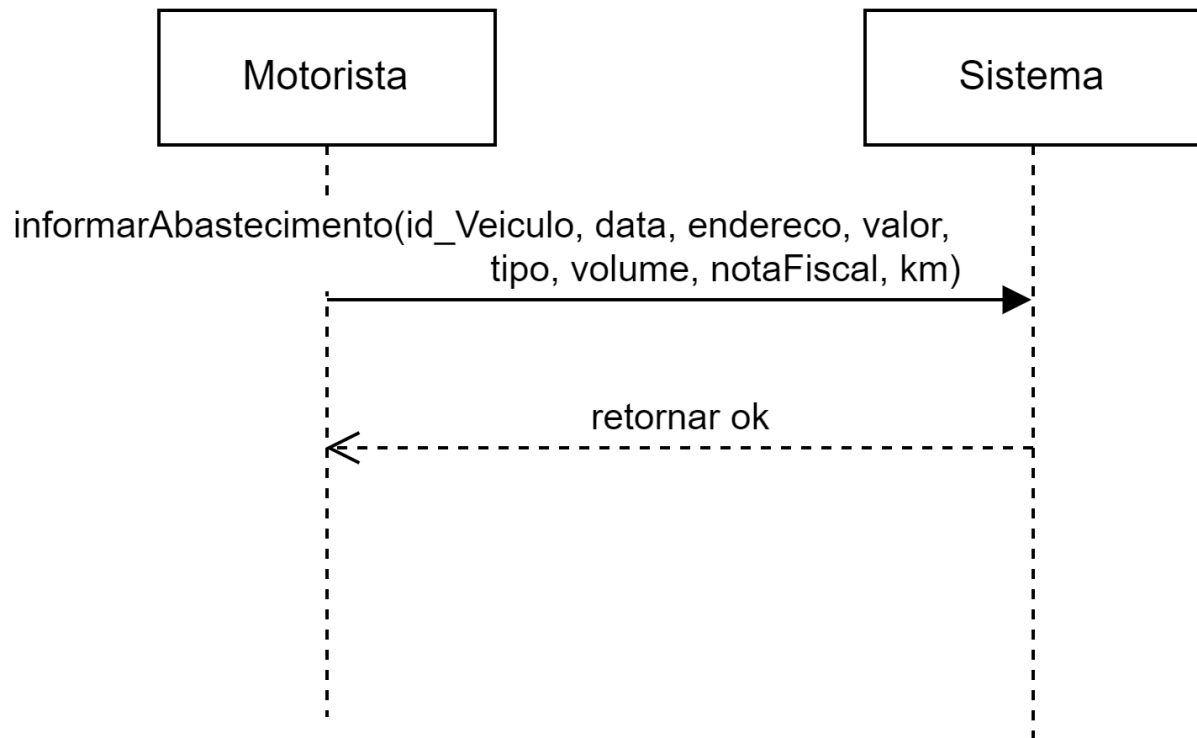 Motorista
Sistema
informarAbastecimento(id_Veiculo, data, endereco, valor,
tipo, volume, notaFiscal, km)
retornar ok